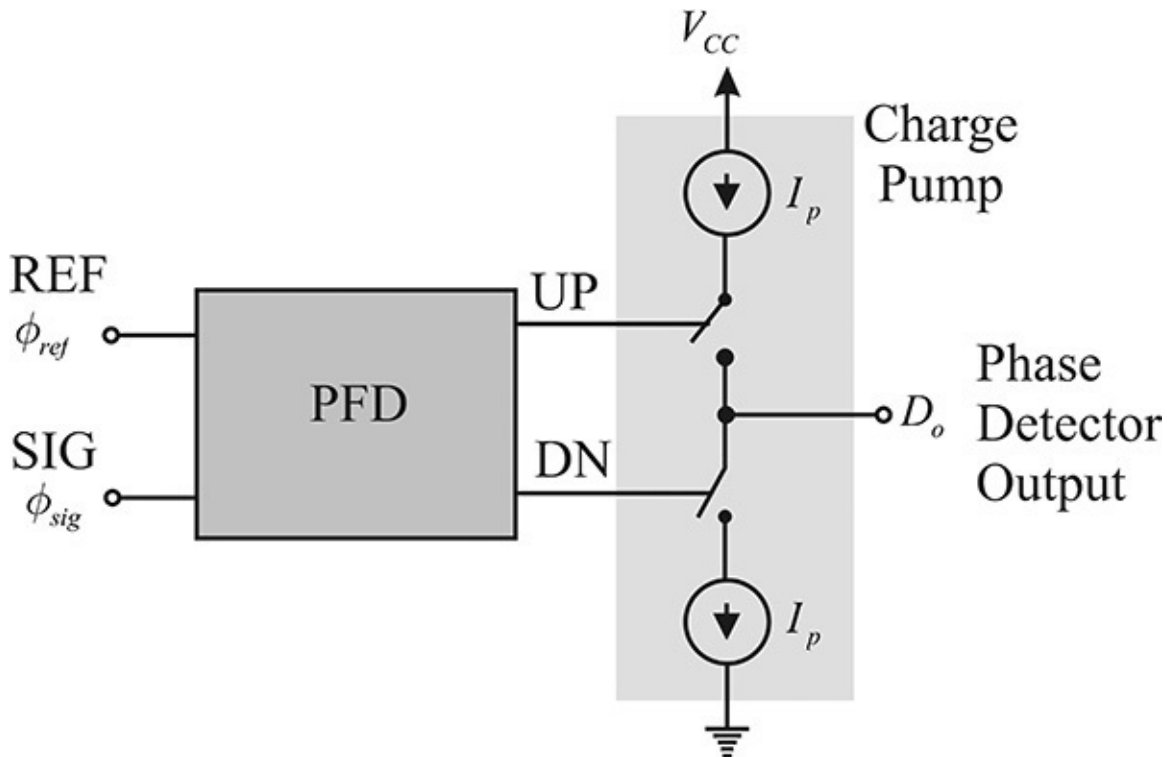 V_CC
Charge
Pump
I_p
REF
ϕ_ref
UP
PFD
Phase
Detector
Output
D_o
SIG
ϕ_sig
DN
I_p